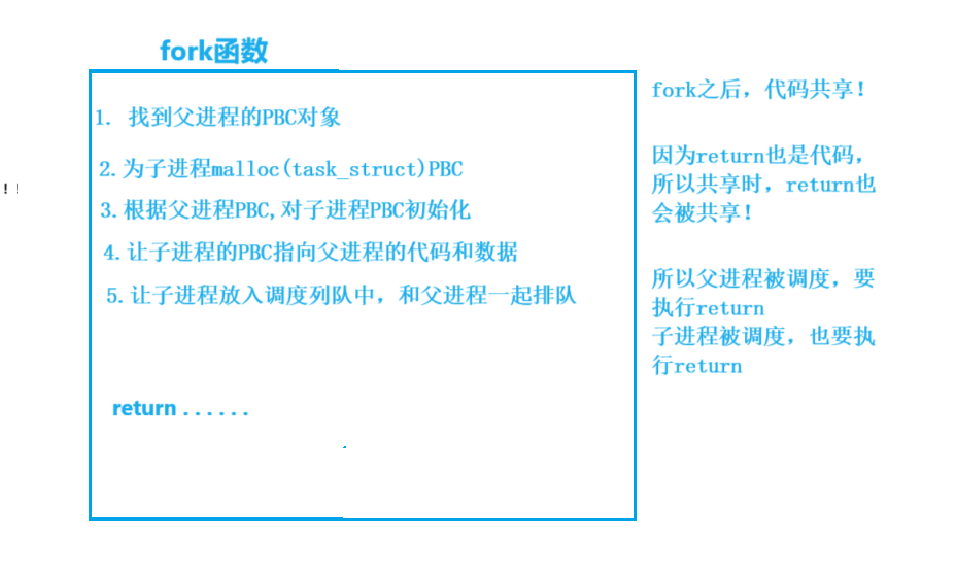 fork函数
1. 找到父进程的PBC对象
2.为子进程malloc(task_struct)PBC
3.根据父进程PBC,对子进程PBC初始化
4.让子进程的PBC指向父进程的代码和数据
5.让子进程放入调度列队中，和父进程一起排队
return ......
!!
fork之后，代码共享！
因为return也是代码，
所以共享时，return也
会被共享！
所以父进程被调度，要
执行return
子进程被调度，也要执
行return